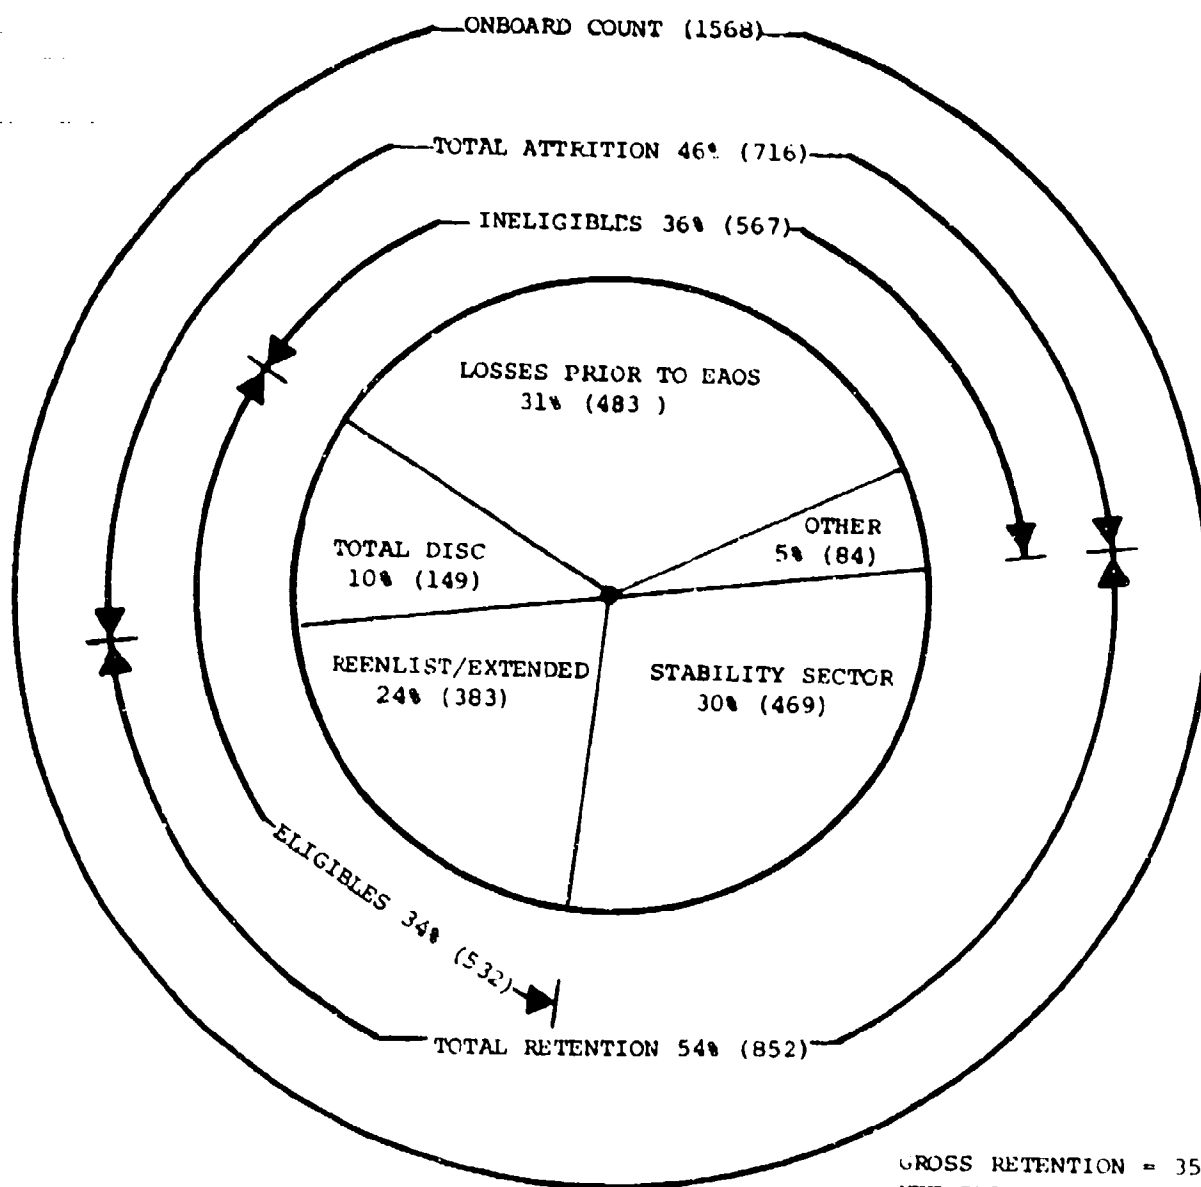 ONBOARD COUNT (1568)
TOTAL ATTRITION 46% (716)
INELIGIBLES 36% (567)
LOSSES PRIOR TO EAOS
31% (483 )
OTHER
5% (84)
TOTAL DISC
10% (149)
REENLIST/EXTENDED
24% (383)
STABILITY SECTOR
30% (469)
ELIGIBLES 34% (532)
TOTAL RETENTION 54% (852)
GROSS RETENTION = 35